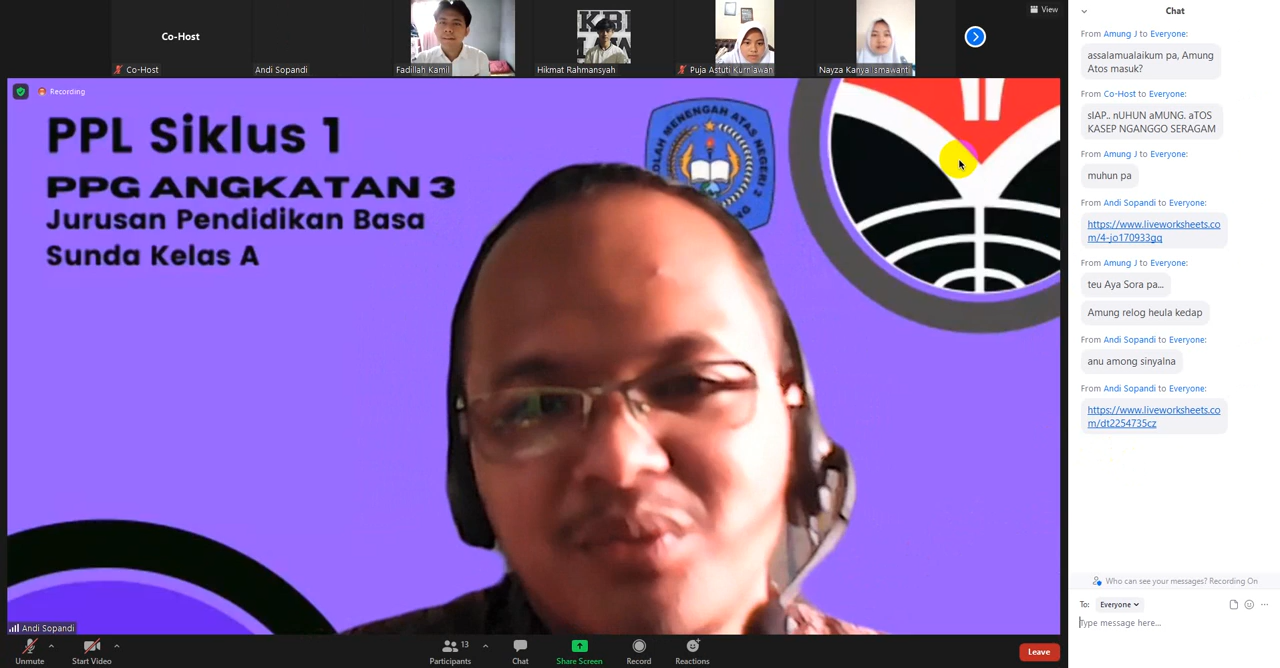 View
Co-Host
Co-Host
Andi Sopandi
Fadillah Kamil
Hikmat Rahmansyah
Puja Astuti Kurniawan
Nayza Kanya Ismawanti
Recording
PPL Siklus 1
PPG ANGKATAN 3
Jurusan Pendidikan Basa
Sunda Kelas A
Andi Sopandi
Unmute
Start Video
Participants
13
Chat
Share Screen
Record
Reactions
Leave
Chat
From Amung J to Everyone:
assalamualaikum pa, Amung
Atos masuk?
From Co-Host to Everyone:
sIAP.. nUHUN aMUNG. aTOS
KASEP NGANGGO SERAGAM
From Amung J to Everyone:
muhun pa
From Andi Sopandi to Everyone:
https://www.liveworksheets.co
m/4-jo170933gq
From Amung J to Everyone:
teu Aya Sora pa...
Amung relog heula kedap
From Andi Sopandi to Everyone:
anu among sinyalna
From Andi Sopandi to Everyone:
https://www.liveworksheets.co
m/dt2254735cz
Who can see your messages? Recording On
To: Everyone
Type message here...